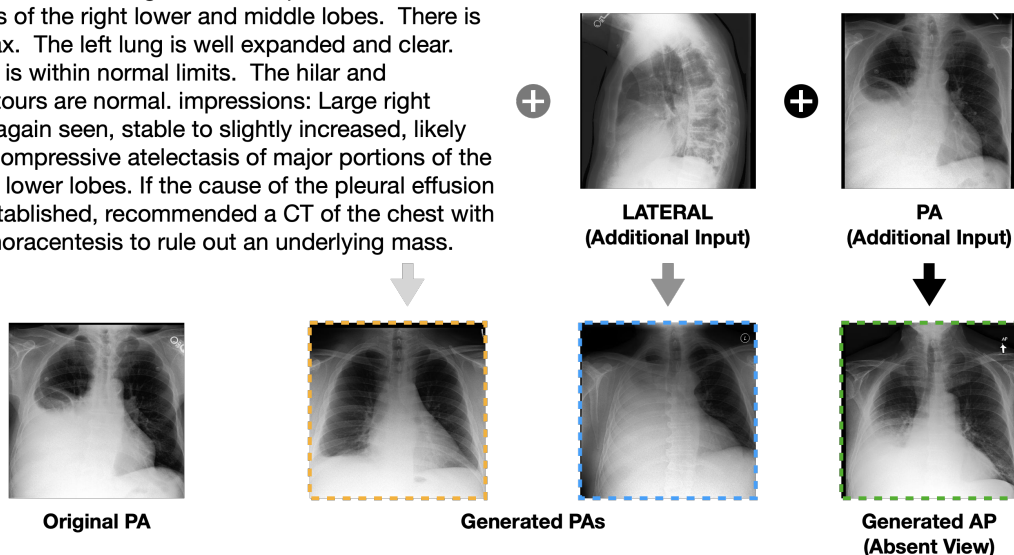 s of the right lower and middle lobes. There is
ax. The left lung is well expanded and clear.
is within normal limits. The hilar and
tours are normal. impressions: Large right
again seen, stable to slightly increased, likely
ompressive atelectasis of major portions of the
lower lobes. If the cause of the pleural effusion
tablished, recommended a CT of the chest with
noracentesis to rule out an underlying mass.
LATERAL
(Additional Input)
PA
(Additional Input)
AP
Original PA
Generated PAs
Generated AP
(Absent View)